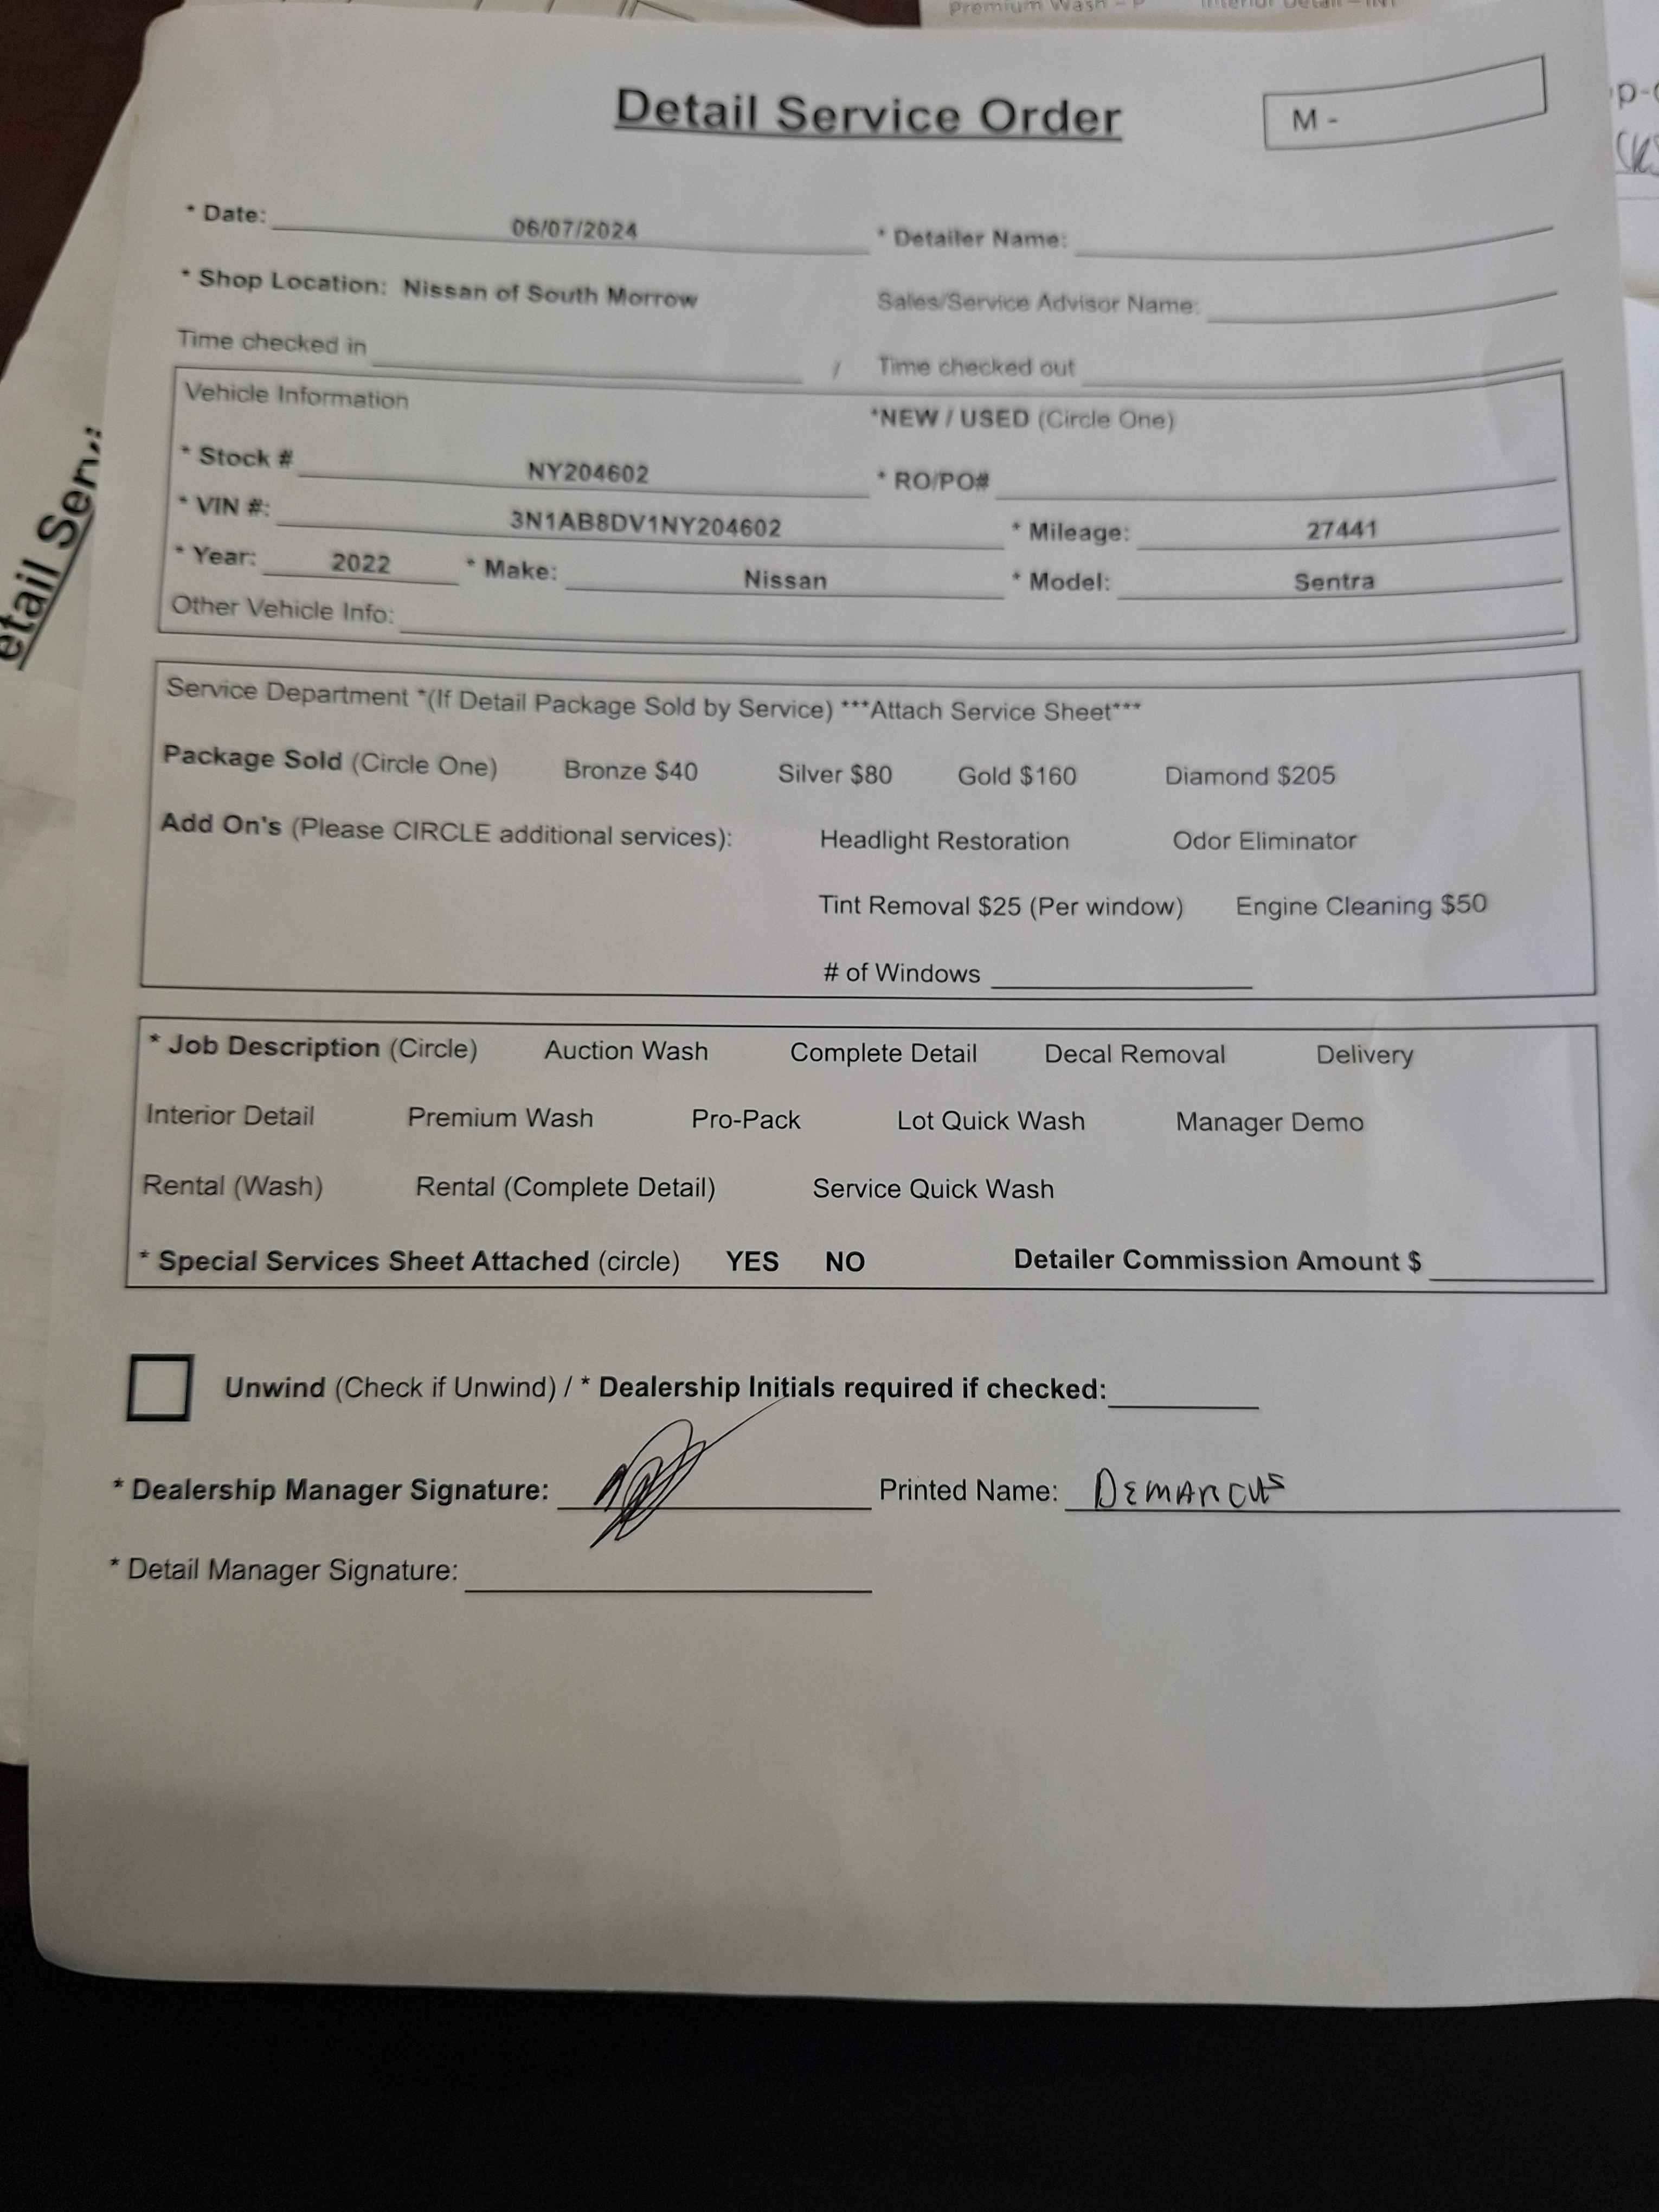 Premium Wash – P Interior Detail – INT
Detail Service Order
M -
* Date: 06/07/2024 * Detailer Name:
* Shop Location: Nissan of South Morrow Sales/Service Advisor Name:
Time checked in / Time checked out
Vehicle Information *NEW / USED (Circle One)
* Stock # NY204602 * RO/PO#
* VIN #: 3N1AB8DV1NY204602 * Mileage: 27441
* Year: 2022 * Make: Nissan * Model: Sentra
Other Vehicle Info:
Service Department *(If Detail Package Sold by Service) ***Attach Service Sheet***
Package Sold (Circle One) Bronze $40 Silver $80 Gold $160 Diamond $205
Add On's (Please CIRCLE additional services): Headlight Restoration Odor Eliminator
Tint Removal $25 (Per window) Engine Cleaning $50
# of Windows
* Job Description (Circle) Auction Wash Complete Detail Decal Removal Delivery
Interior Detail Premium Wash Pro-Pack Lot Quick Wash Manager Demo
Rental (Wash) Rental (Complete Detail) Service Quick Wash
* Special Services Sheet Attached (circle) YES NO Detailer Commission Amount $
Unwind (Check if Unwind) / * Dealership Initials required if checked:
* Dealership Manager Signature: Printed Name: DEMARCUS
* Detail Manager Signature:
etail Servi